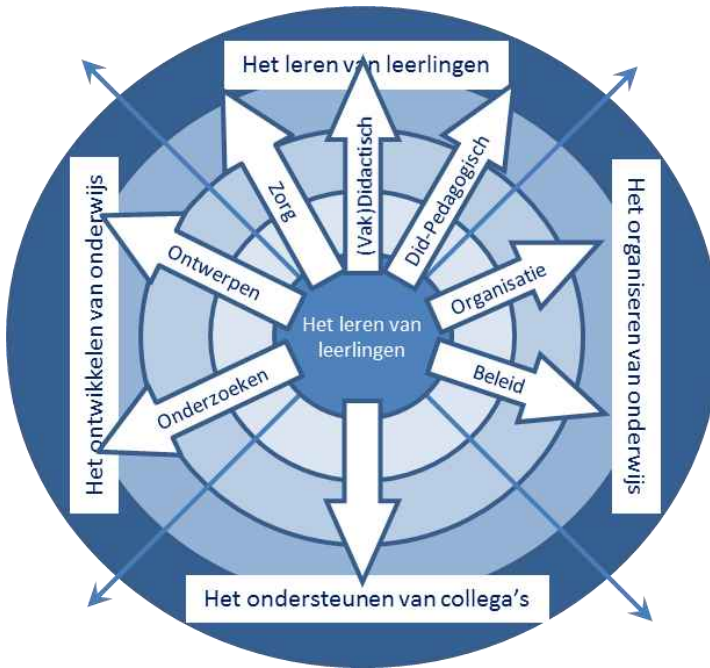 Het leren van leerlingen
Zorg
(Vak)Didactisch
Did-Pedagogisch
Het ontwikkelen van onderwijs
Ontwerpen
Organisatie
Het organiseren van onderwijs
Het leren van
leerlingen
Onderzoeken
Beleid
Het ondersteunen van collega's